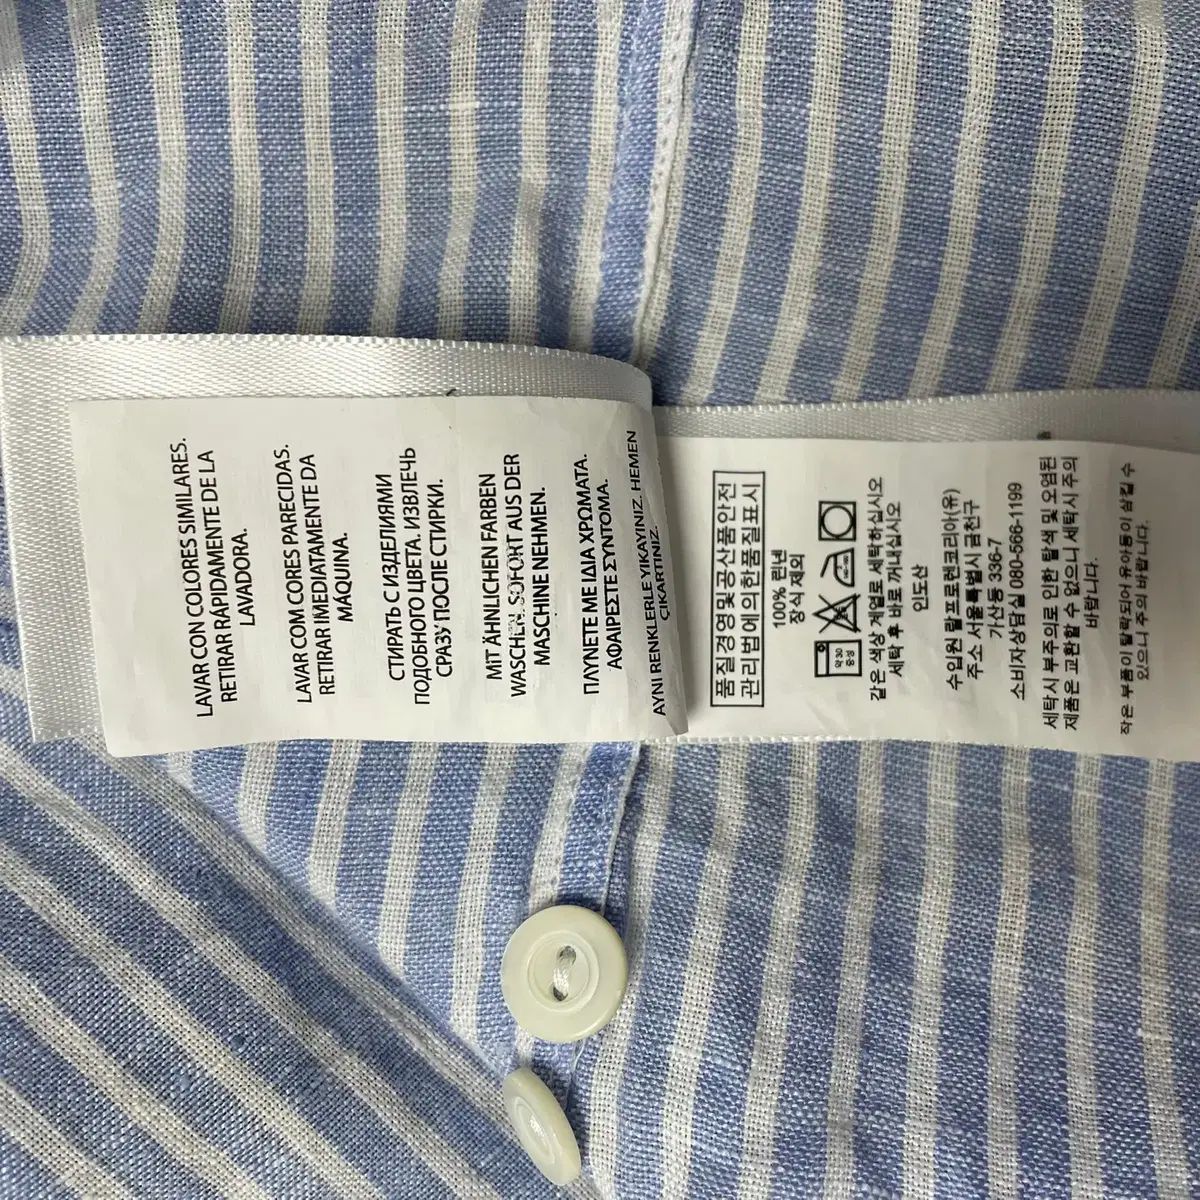 LAVAR CON COLORES SIMILARES.
RETIRAR RÁPIDAMENTE DE LA
LAVADORA.
LAVAR COM CORES PARECIDAS.
RETIRAR IMEDIATAMENTE DA
MÁQUINA.
СТИРАТЬ С ИЗДЕЛИЯМИ
ПОДОБНОГО ЦВЕТА. ИЗВЛЕЧЬ
СРАЗУ ПОСЛЕ СТИРКИ.
MIT ÄHNLICHEN FARBEN
WASCHEN. SOFORT AUS DER
MASCHINE NEHMEN.
ΠΛΥΝΕΤΕ ΜΕ ΙΔΙΑ ΧΡΩΜΑΤΑ.
ΑΦΑΙΡΕΣΤΕ ΣΥΝΤΟΜΑ.
AYNI RENKLERLE YIKAYINIZ. HEMEN
ÇIKARTINIZ.
품질경영및공산품안전
관리법에의한품질표시
100% 린넨
장식 제외
약30
중성
같은 색상 계열로 세탁하십시오
세탁후 바로 꺼내십시오
인도산
수입원 랄프로렌코리아(유)
주소 서울특별시 금천구
가산동 336-7
소비자상담실 080-566-1199
세탁시 부주의로 인한 탈색 및 오염된
제품은 교환할 수 없으니 세탁시 주의
바랍니다.
작은 부품이 탈락되어 유아동이 삼킬 수
있으니 주의 바랍니다.